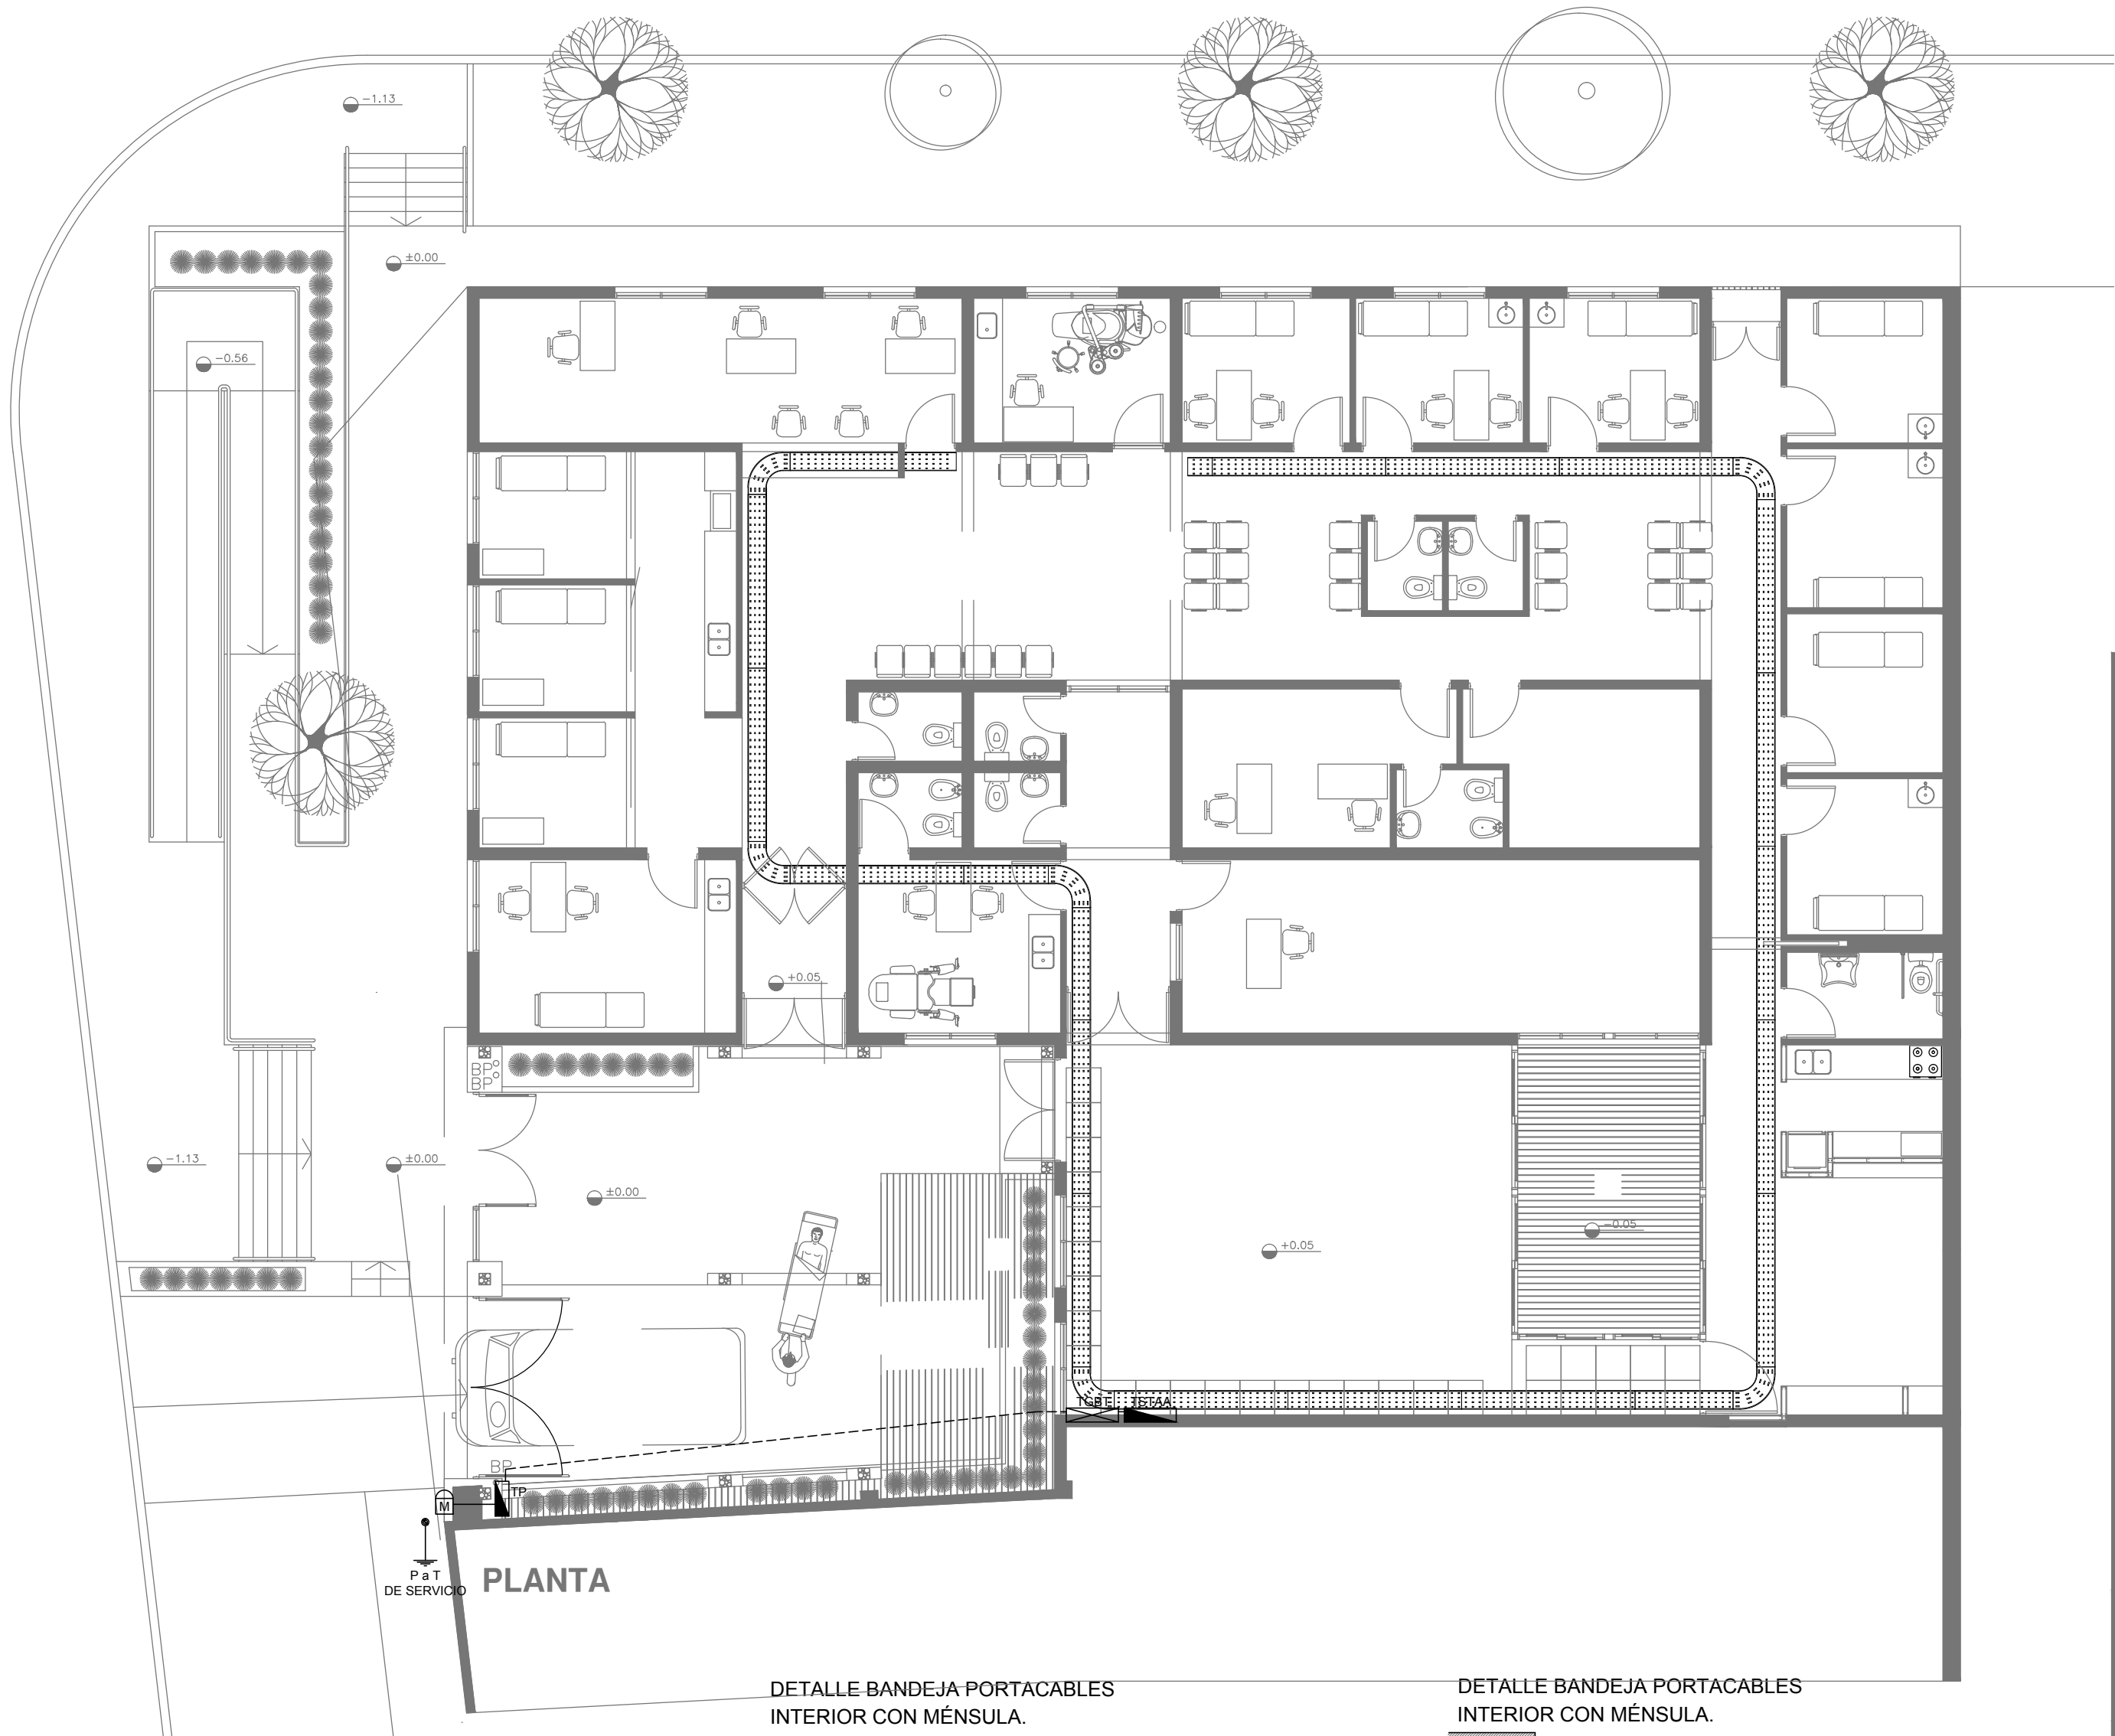 -1.13
±0.00
-0.56
+0.05
BP
BP
-1.13
±0.00
±0.00
-0.05
+0.05
TGBT
TSTAA
BP
TP
M
P a T
DE SERVICIO
PLANTA
DETALLE BANDEJA PORTACABLES
INTERIOR CON MÉNSULA.
DETALLE BANDEJA PORTACABLES
INTERIOR CON MÉNSULA.